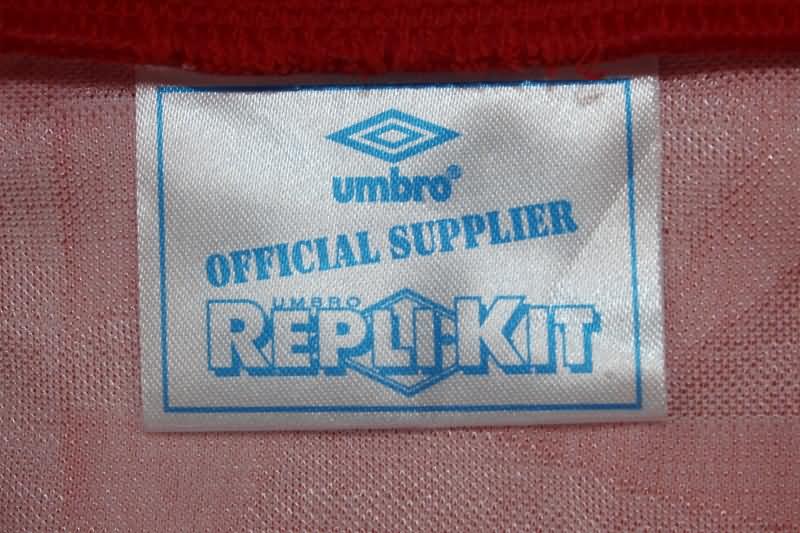 umbro®
OFFICIAL SUPPLIER
UMBRO
REPLI·KIT